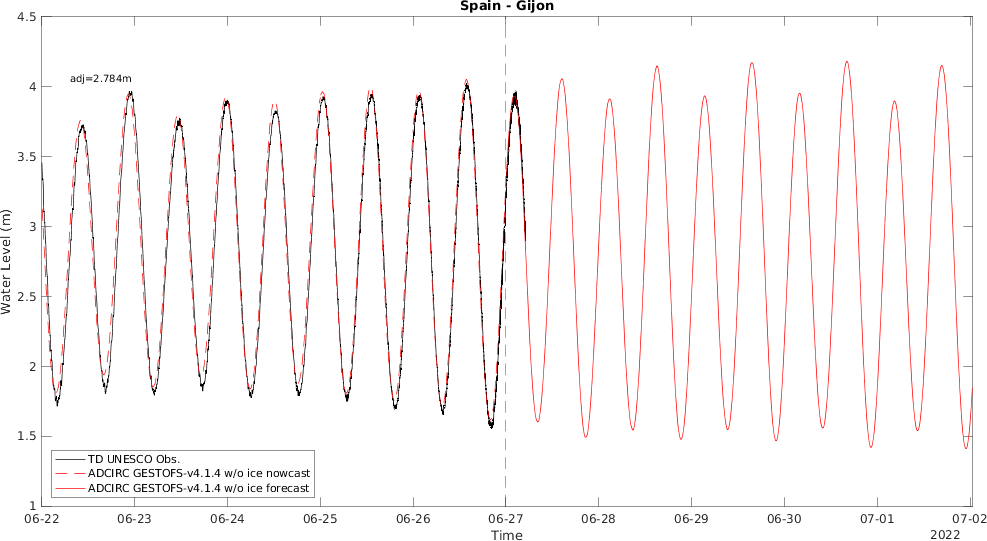 Spain - Gijon
4.5
4
3.5
3
2.5
2
1.5
1
Water Level (m)
adj=2.784m
TD UNESCO Obs.
ADCIRC GESTOFS-v4.1.4 w/o ice nowcast
ADCIRC GESTOFS-v4.1.4 w/o ice forecast
06-22 06-23 06-24 06-25 06-26 06-27 06-28 06-29 06-30 07-01 07-02
Time
2022